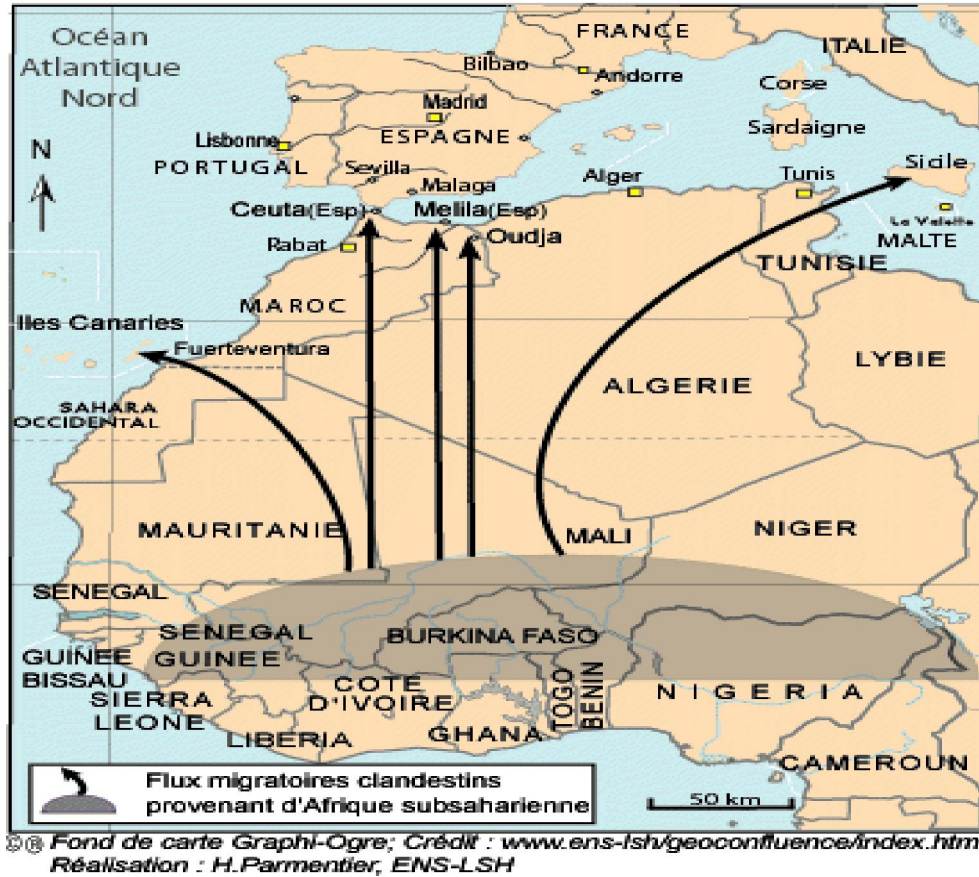 Océan
Atlantique
Nord
N
FRANCE
ITALIE
Bilbao
Andorre
Corse
Madrid
ESPAGNE
Sardaigne
Lisbonne
PORTUGAL
Sevilla
Malaga
Alger
Tunis
Sicile
Ceuta(Esp)
Melila(Esp)
La Valette
Rabat
Oudja
MALTE
TUNISIE
MAROC
Iles Canaries
Fuerteventura
ALGERIE
LYBIE
SAHARA
OCCIDENTAL
MAURITANIE
MALI
NIGER
SENEGAL
SENEGAL
BURKINA FASO
GUINEE
BISSAU
GUINEE
SIERRA
LEONE
COTE
D'IVOIRE
TOGO
BENIN
NIGERIA
LIBERIA
GHANA
CAMEROUN
Flux migratoires clandestins
provenant d'Afrique subsaharienne
50 km
©® Fond de carte Graphi-Ogre; Crédit : www.ens-lsh/geoconfluence/index.htm
Réalisation : H.Parmentier, ENS-LSH